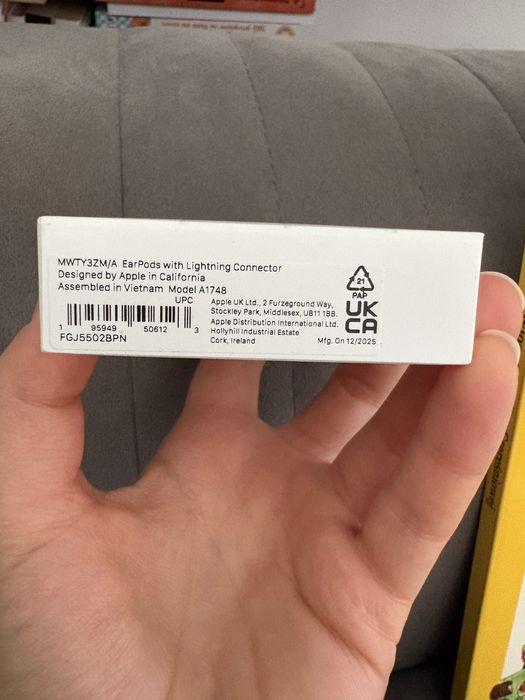 MWTY3ZM/A EarPods with Lightning Connector
Designed by Apple in California
Assembled in Vietnam Model A1748
UPC
1 95949 50612 3
FGJ5502BPN
Apple UK Ltd., 2 Furzeground Way,
Stockley Park, Middlesex, UB11 1BB.
Apple Distribution International Ltd.
Hollyhill Industrial Estate
Cork, Ireland
Mfg. On 12/2025
21
PAP
UK
CA